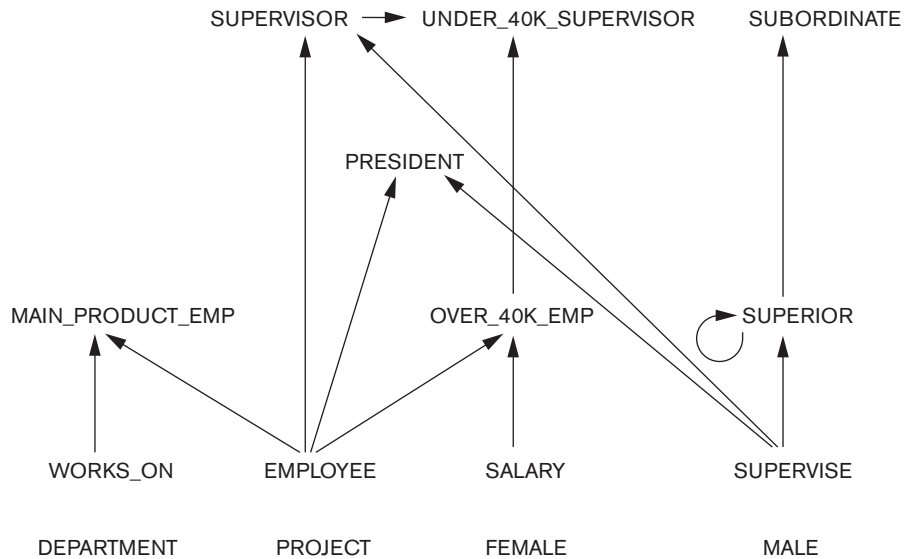 SUPERVISOR UNDER_40K_SUPERVISOR SUBORDINATE
PRESIDENT
MAIN_PRODUCT_EMP OVER_40K_EMP SUPERIOR
WORKS_ON EMPLOYEE SALARY SUPERVISE
DEPARTMENT PROJECT FEMALE MALE